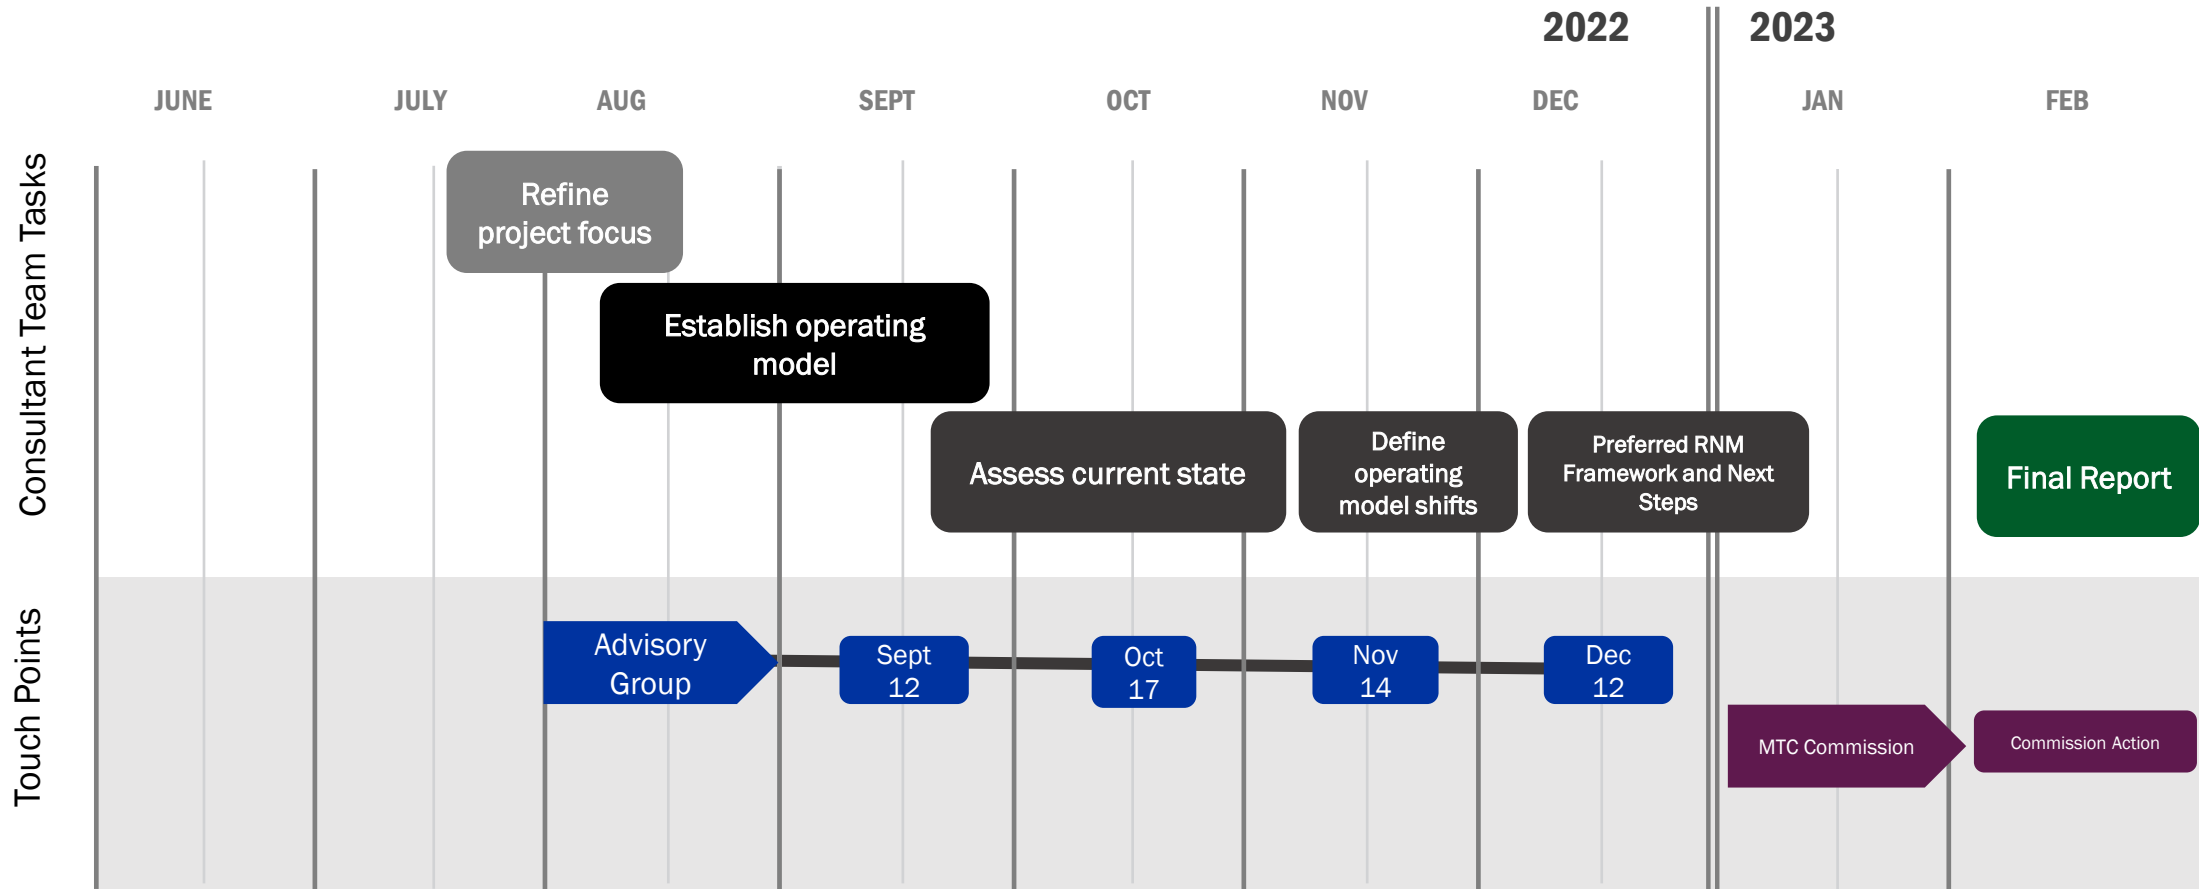 2022
2023
JUNE
JULY
AUG
SEPT
OCT
NOV
DEC
JAN
FEB
Consultant Team Tasks
Refine
project focus
Establish operating
model
Assess current state
Define
operating
model shifts
Preferred RNM
Framework and Next
Steps
Final Report
Touch Points
Advisory
Group
Sept
12
Oct
17
Nov
14
Dec
12
MTC Commission
Commission Action